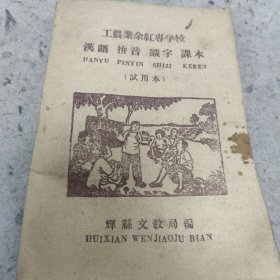 工農業余紅專学校
漢語 拚音 識字 課本
HANYU PINYIN SHIZI KEBEN
(試用本)
輝縣文教局編
HUIXIAN WENJIAOJU BIAN